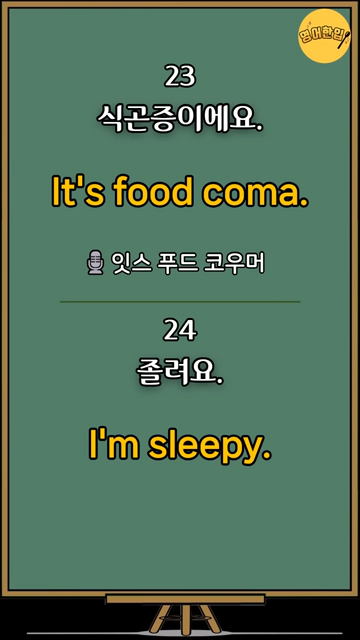 영어한입
23
식곤증이에요.
It's food coma.
잇스 푸드 코우머
24
졸려요.
I'm sleepy.